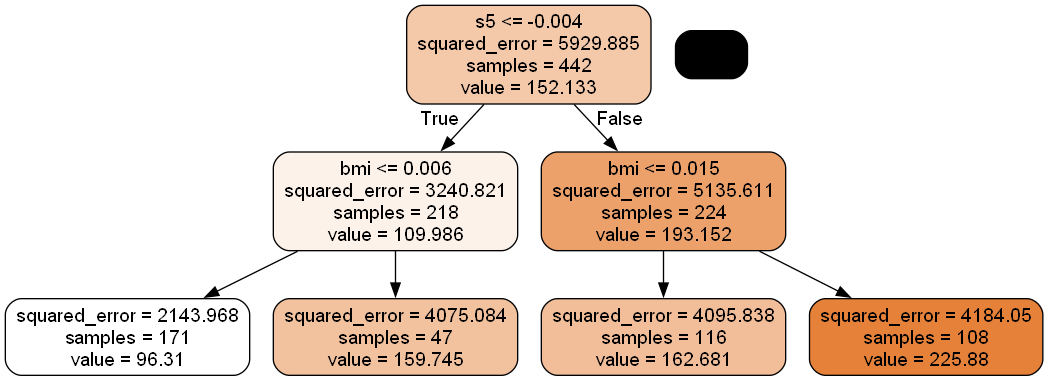 s5 <= -0.004
squared_error = 5929.885
samples = 442
value = 152.133
True
False
bmi <= 0.006
squared_error = 3240.821
samples = 218
value = 109.986
bmi <= 0.015
squared_error = 5135.611
samples = 224
value = 193.152
squared_error = 2143.968
samples = 171
value = 96.31
squared_error = 4075.084
samples = 47
value = 159.745
squared_error = 4095.838
samples = 116
value = 162.681
squared_error = 4184.05
samples = 108
value = 225.88